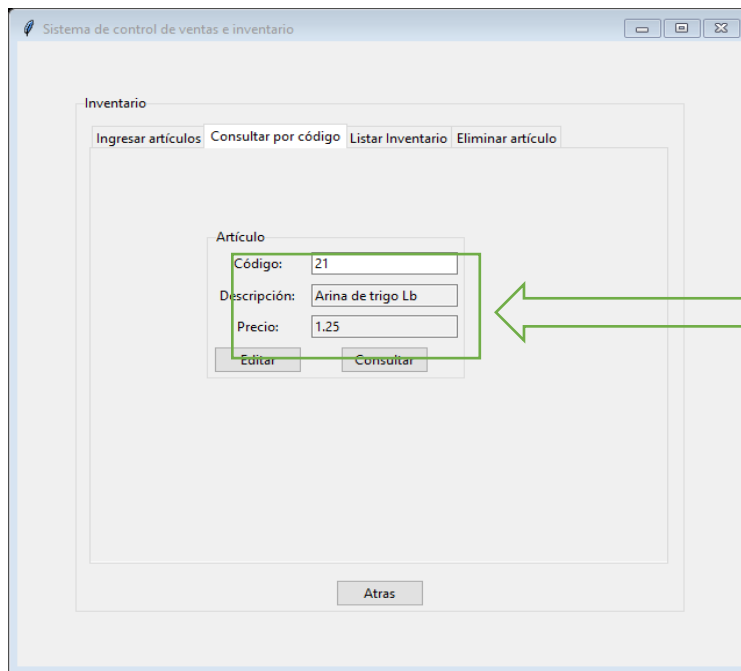 Sistema de control de ventas e inventario
Inventario
Ingresar artículos Consultar por código Listar Inventario Eliminar artículo
Artículo
Código: 21
Descripción: Arina de trigo Lb
Precio: 1.25
Editar Consultar
Atras